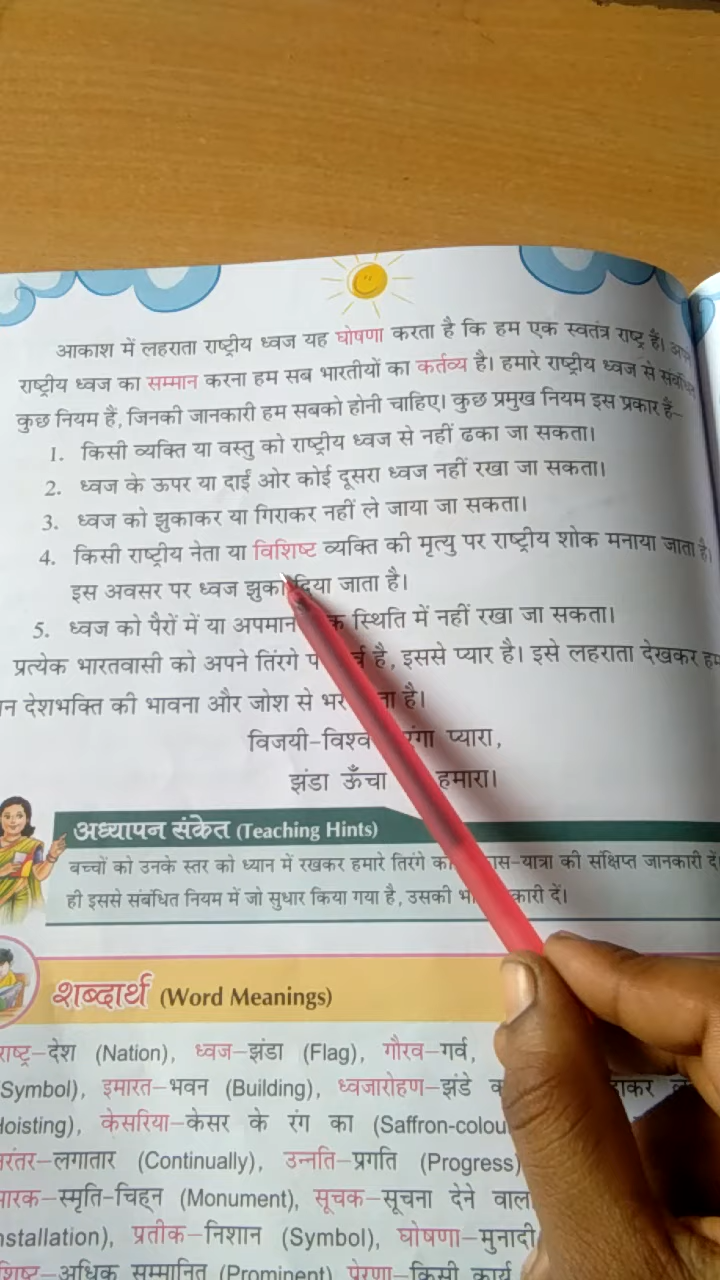 आकाश में लहराता राष्ट्रीय ध्वज यह घोषणा करता है कि हम एक स्वतंत्र राष्ट्र हैं।
राष्ट्रीय ध्वज का सम्मान करना हम सब भारतीयों का कर्तव्य है। हमारे राष्ट्रीय ध्वज से संबंधित
कुछ नियम हैं, जिनकी जानकारी हम सबको होनी चाहिए। कुछ प्रमुख नियम इस प्रकार हैं–
1. किसी व्यक्ति या वस्तु को राष्ट्रीय ध्वज से नहीं ढका जा सकता।
2. ध्वज के ऊपर या दाईं ओर कोई दूसरा ध्वज नहीं रखा जा सकता।
3. ध्वज को झुकाकर या गिराकर नहीं ले जाया जा सकता।
4. किसी राष्ट्रीय नेता या विशिष्ट व्यक्ति की मृत्यु पर राष्ट्रीय शोक मनाया जाता है।
इस अवसर पर ध्वज झुका दिया जाता है।
5. ध्वज को पैरों में या स्थिति में नहीं रखा जा सकता।
प्रत्येक भारतवासी को अपने तिरंगे है, इससे प्यार है। इसे लहराता देखकर
देशभक्ति की भावना और जोश से भर है।
विजयी-विश्व प्यारा,
झंडा ऊँचा हमारा।
अध्यापन संकेत (Teaching Hints)
बच्चों को उनके स्तर को ध्यान में रखकर हमारे तिरंगे की की संक्षिप्त जानकारी दें
ही इससे संबंधित नियम में जो सुधार किया गया है, उसकी दें।
शब्दार्थ (Word Meanings)
राष्ट्र–देश (Nation), ध्वज–झंडा (Flag), गौरव–गर्व,
Symbol), इमारत–भवन (Building), ध्वजारोहण–झंडे
केसरिया–केसर के रंग का
लगातार (Continually), उन्नति–प्रगति (Progress)
स्मृति-चिह्न (Monument), सूचक–सूचना देने
प्रतीक–निशान (Symbol), घोषणा–मुनादी
अधिक सम्मानित (Prominent) प्रेरणा–किसी कार्य